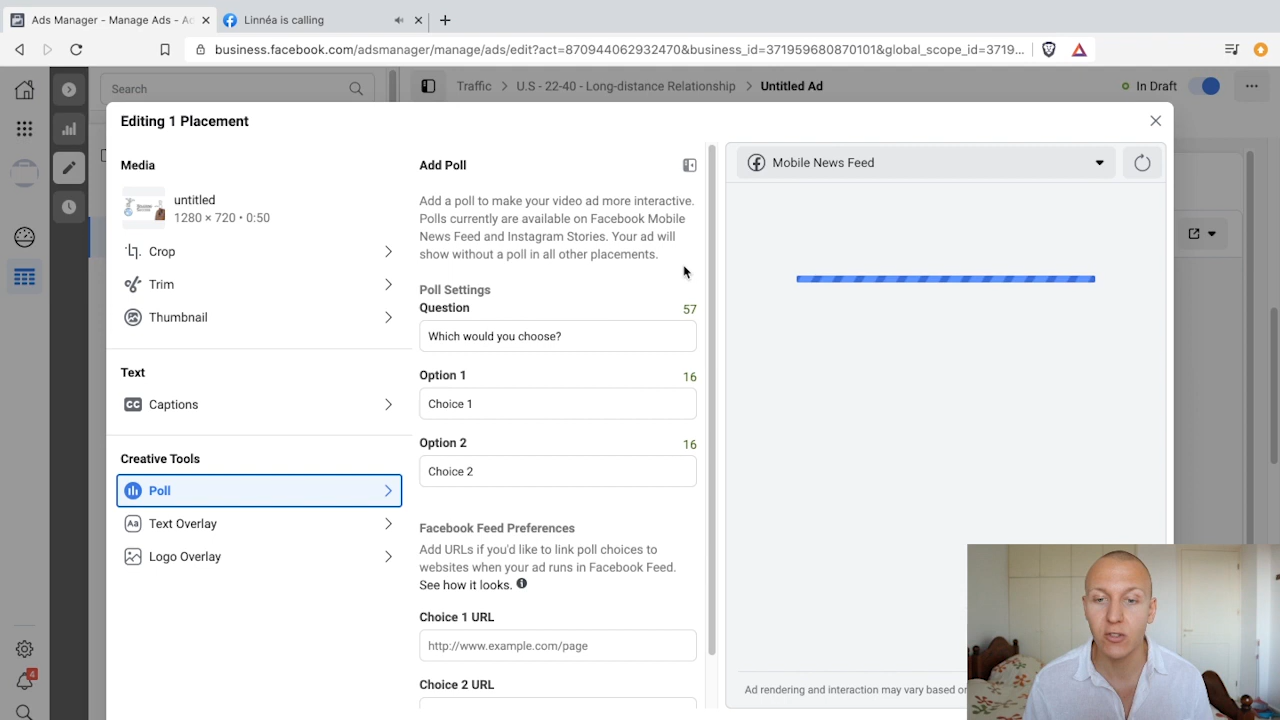 Ads Manager - Manage Ads - Ac
Linnéa is calling
business.facebook.com/adsmanager/manage/ads/edit?act=870944062932470&business_id=371959680870101&global_scope_id=3719...
Search
Traffic
U.S - 22-40 - Long-distance Relationship
Untitled Ad
In Draft
Editing 1 Placement
Media
untitled
1280 × 720 • 0:50
Crop
Trim
Thumbnail
Text
CC Captions
Creative Tools
Poll
Aa Text Overlay
Logo Overlay
4
Add Poll
Add a poll to make your video ad more interactive.
Polls currently are available on Facebook Mobile
News Feed and Instagram Stories. Your ad will
show without a poll in all other placements.
Poll Settings
Question 57
Which would you choose?
Option 1 16
Choice 1
Option 2 16
Choice 2
Facebook Feed Preferences
Add URLs if you'd like to link poll choices to
websites when your ad runs in Facebook Feed.
See how it looks.
Choice 1 URL
http://www.example.com/page
Choice 2 URL
Mobile News Feed
Ad rendering and interaction may vary based o